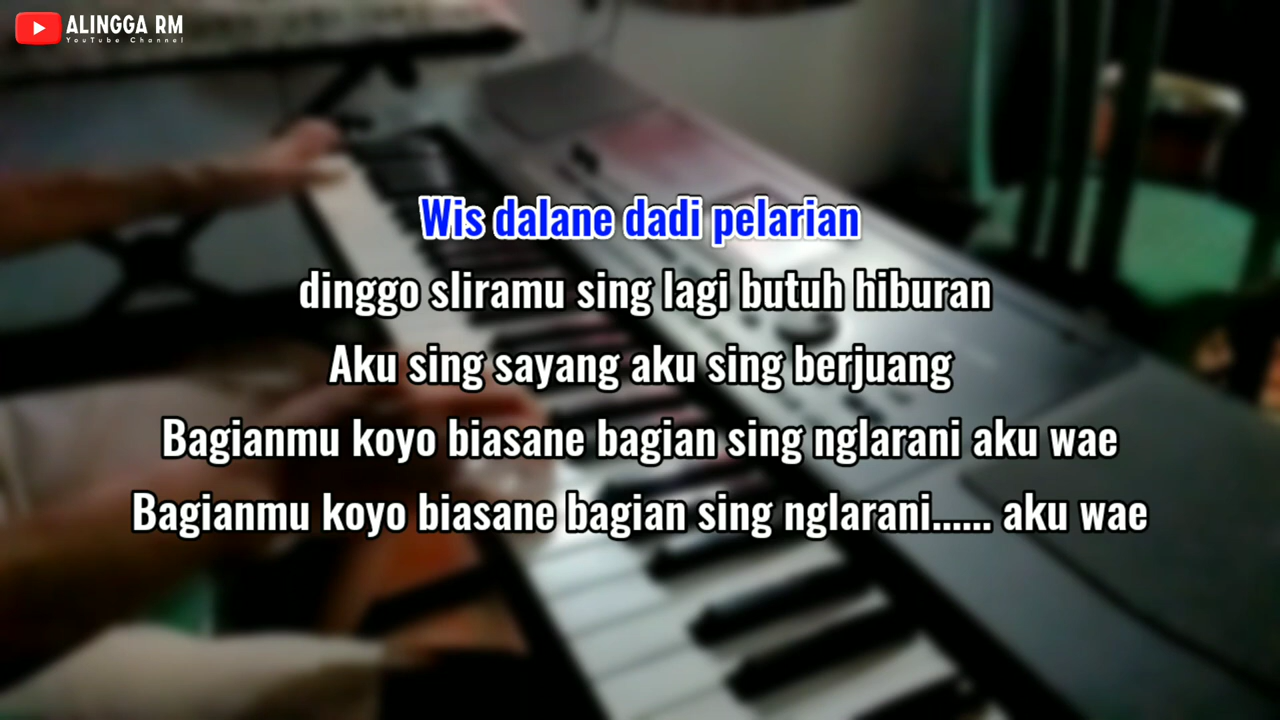 ALINGGA RM
YouTube Channel
Wis dalane dadi pelarian
dinggo sliramu sing lagi butuh hiburan
Aku sing sayang aku sing berjuang
Bagianmu koyo biasane bagian sing nglarani aku wae
Bagianmu koyo biasane bagian sing nglarani...... aku wae